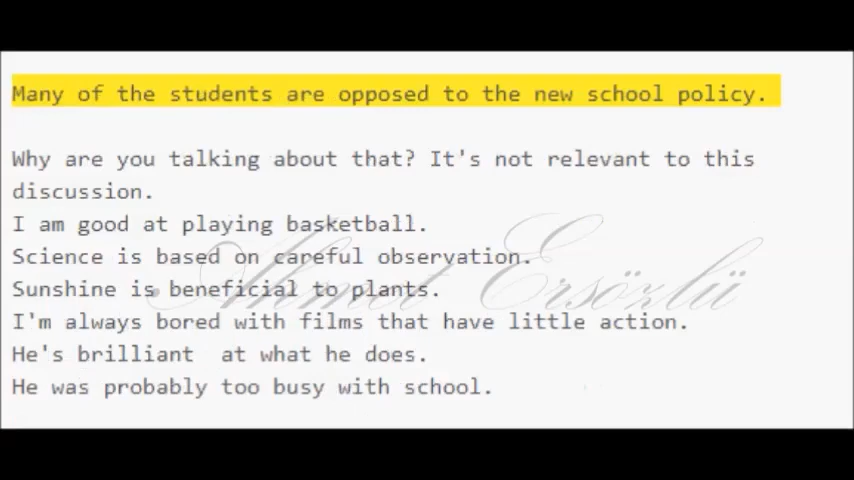 Many of the students are opposed to the new school policy.
Why are you talking about that? It's not relevant to this
discussion.
I am good at playing basketball.
Science is based on careful observation.
Sunshine is beneficial to plants.
I'm always bored with films that have little action.
He's brilliant  at what he does.
He was probably too busy with school.
Ahmet Ersözlü